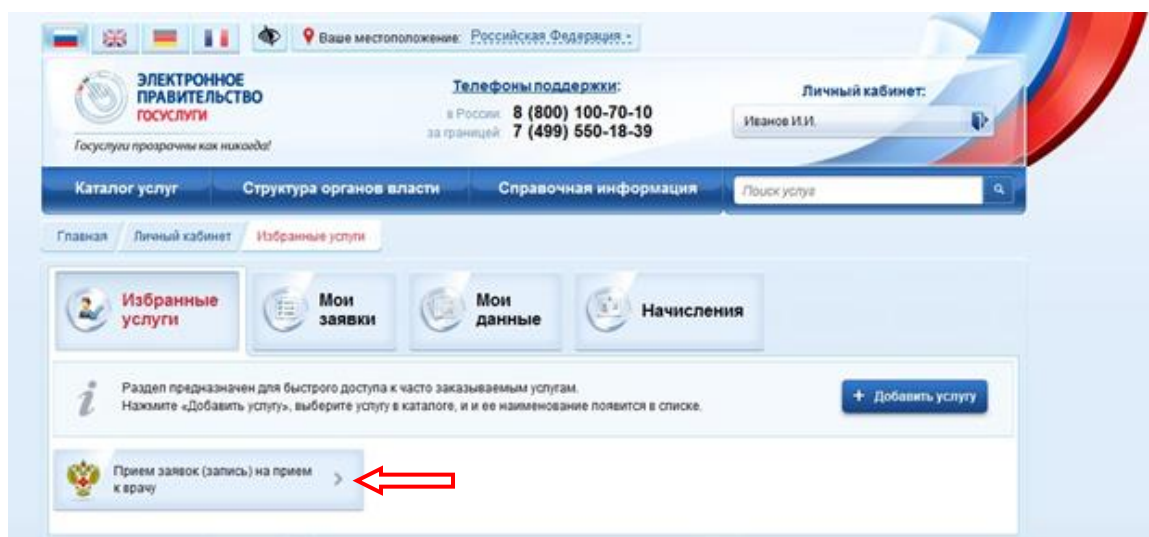 Ваше местоположение: Российская Федерация
ЭЛЕКТРОННОЕ
ПРАВИТЕЛЬСТВО
ГОСУСЛУГИ
Госуслуги прозрачны как никогда!
Телефоны поддержки:
в России: 8 (800) 100-70-10
за границей: 7 (499) 550-18-39
Личный кабинет:
Иванов И.И.
Каталог услуг Структура органов власти Справочная информация Поиск услуг
Главная Личный кабинет Избранные услуги
Избранные
услуги
Мои
заявки
Мои
данные
Начисления
Раздел предназначен для быстрого доступа к часто заказываемым услугам.
Нажмите «Добавить услугу», выберите услугу в каталоге, и и ее наименование появится в списке.
+ Добавить услугу
Прием заявок (запись) на прием
к врачу